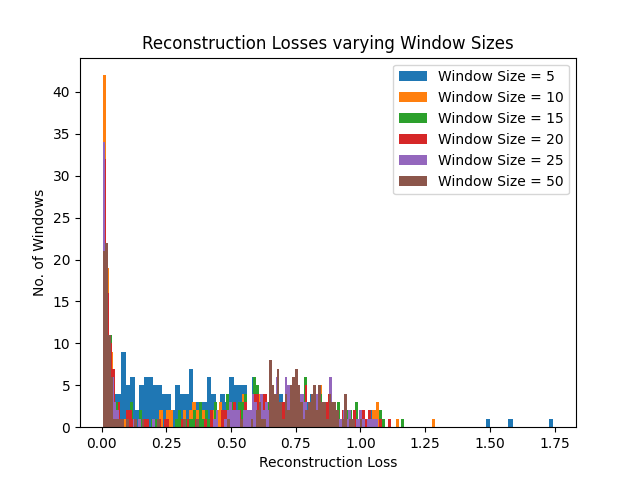 Reconstruction Losses varying Window Sizes
Window Size = 5
Window Size = 10
Window Size = 15
Window Size = 20
Window Size = 25
Window Size = 50
No. of Windows
40
35
30
25
20
15
10
5
0
0.00 0.25 0.50 0.75 1.00 1.25 1.50 1.75
Reconstruction Loss